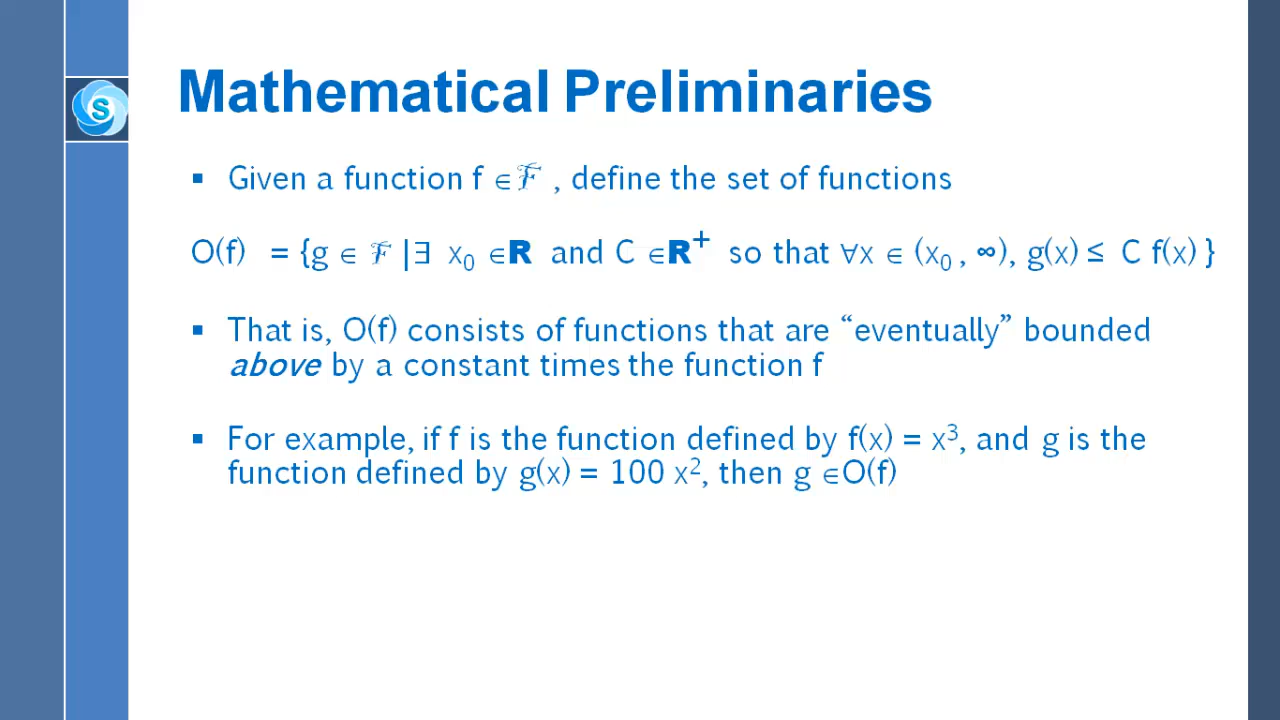 Mathematical Preliminaries
S
▪ Given a function f ∈ ℱ , define the set of functions
O(f) = {g ∈ ℱ |∃ x₀ ∈R and C ∈R⁺ so that ∀x ∈ (x₀ , ∞), g(x) ≤ C f(x) }
▪ That is, O(f) consists of functions that are “eventually” bounded
above by a constant times the function f
▪ For example, if f is the function defined by f(x) = x³, and g is the
function defined by g(x) = 100 x², then g ∈O(f)